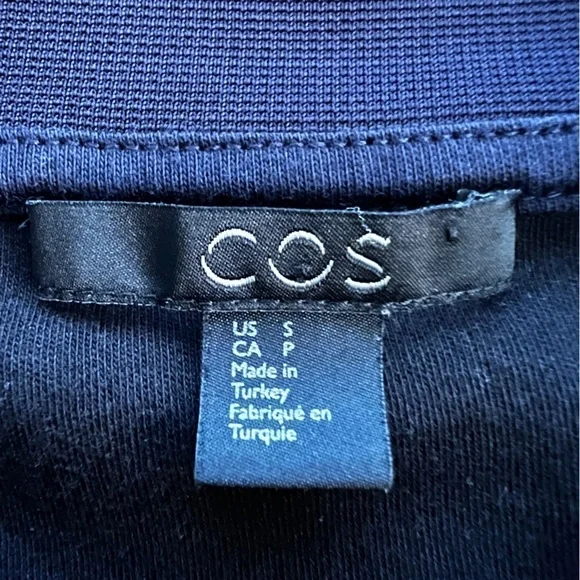 COS
US S
CA P
Made in
Turkey
Fabriqué en
Turquie